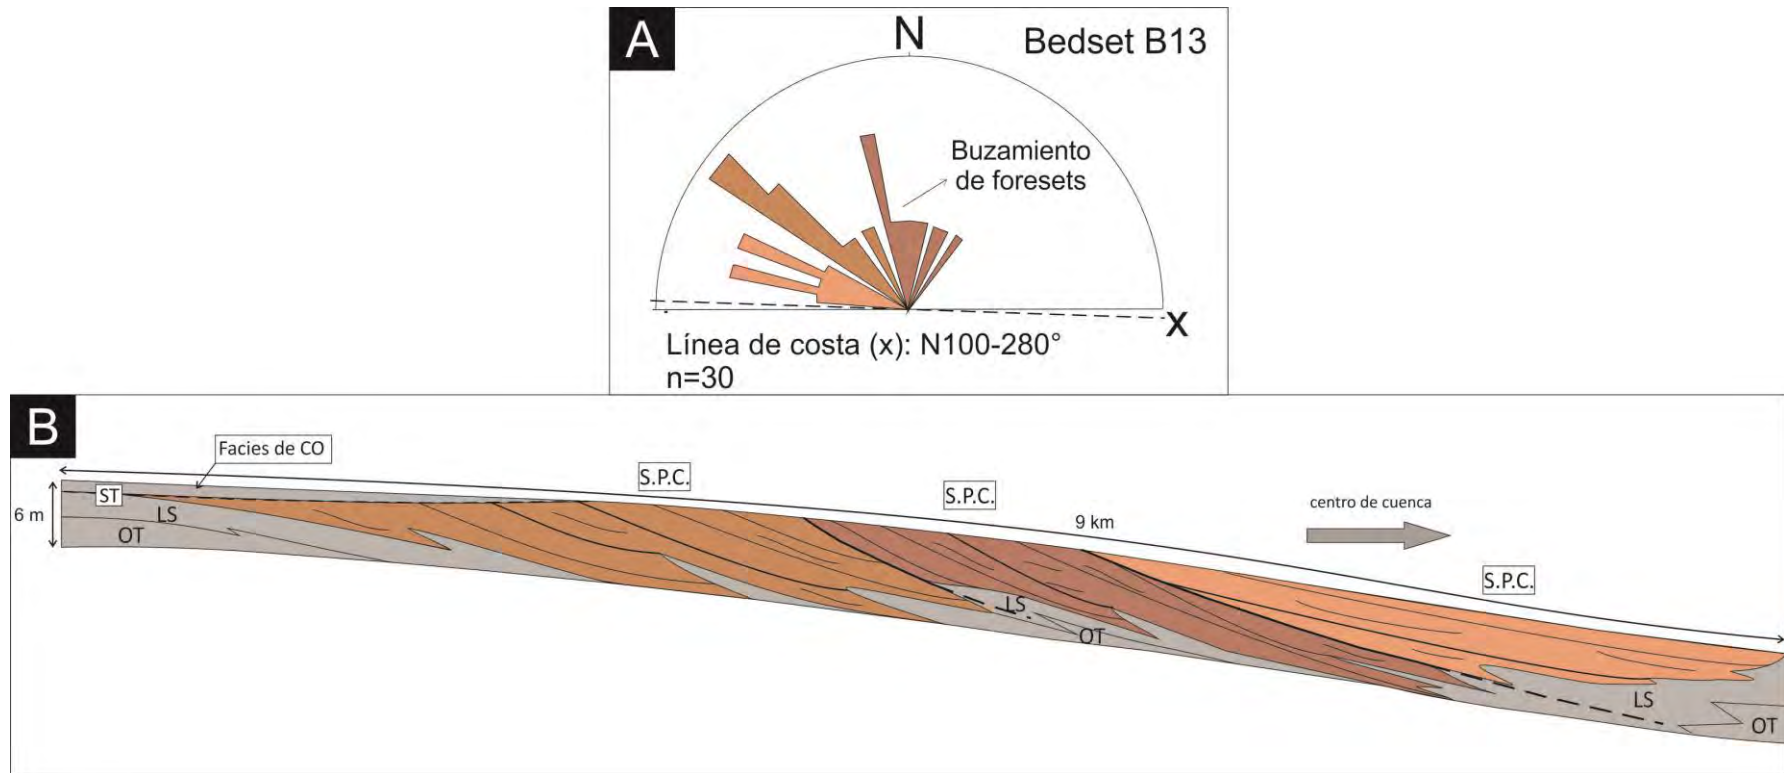 A
N
Bedset B13
Buzamiento
de foresets
X
Línea de costa (x): N100-280°
n=30
B
Facies de CO
S.P.C.
S.P.C.
ST
6 m
LS
OT
9 km
centro de cuenca
S.P.C.
LS
OT
LS
OT